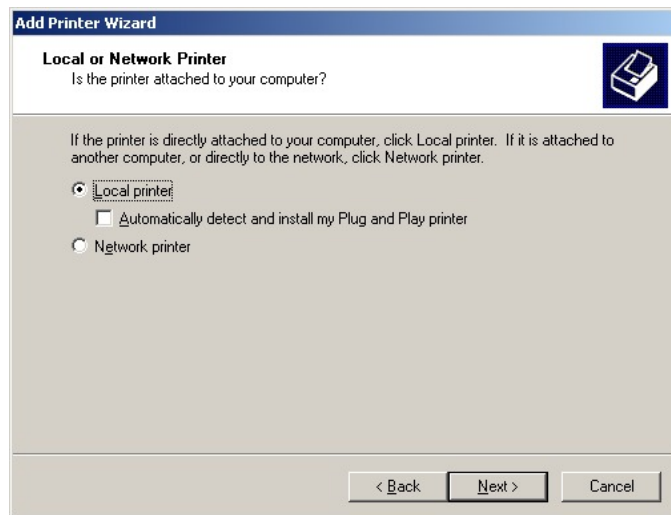 Add Printer Wizard
Local or Network Printer
Is the printer attached to your computer?
If the printer is directly attached to your computer, click Local printer.  If it is attached to
another computer, or directly to the network, click Network printer.
Local printer
Automatically detect and install my Plug and Play printer
Network printer
< Back
Next >
Cancel